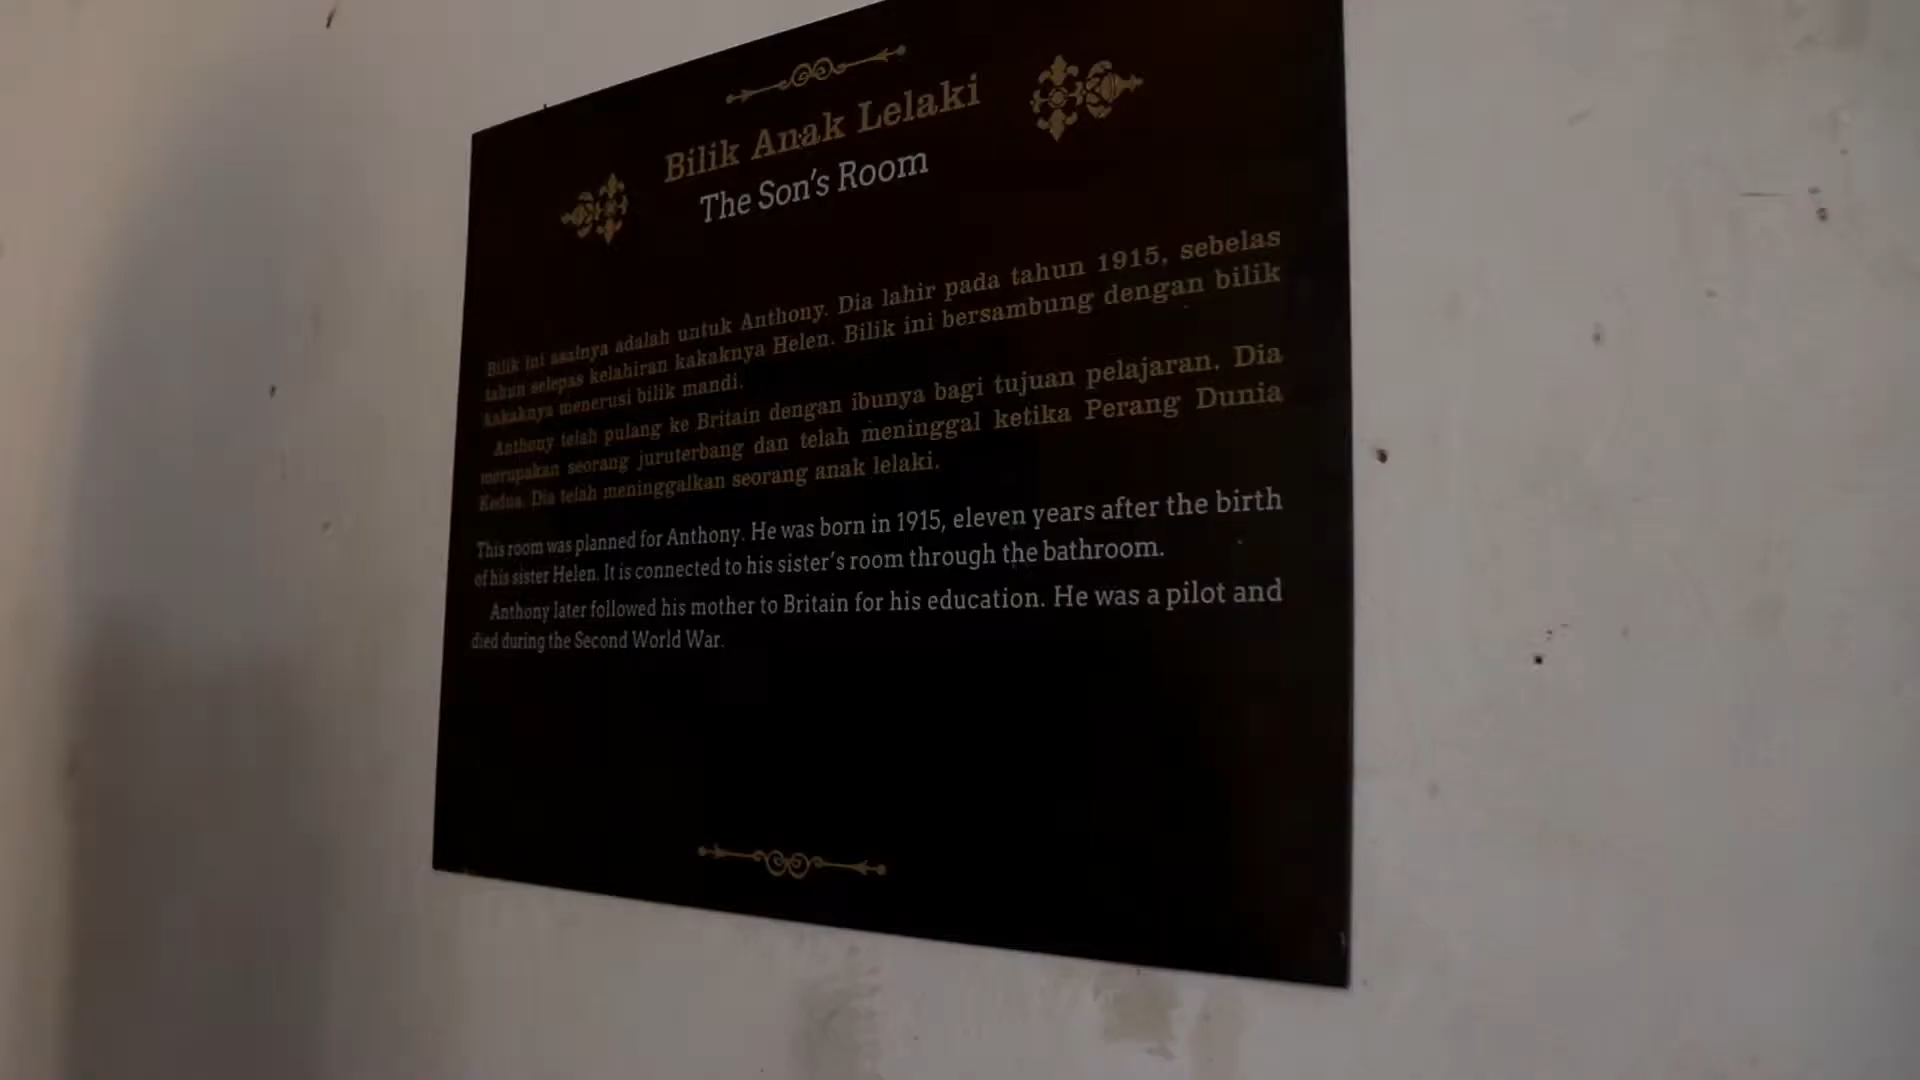 Bilik Anak Lelaki
The Son's Room
Bilik ini asalnya adalah untuk Anthony. Dia lahir pada tahun 1915, sebelas
tahun selepas kelahiran kakaknya Helen. Bilik ini bersambung dengan bilik
kakaknya menerusi bilik mandi.
Anthony telah pulang ke Britain dengan ibunya bagi tujuan pelajaran. Dia
merupakan seorang juruterbang dan telah meninggal ketika Perang Dunia
Kedua. Dia telah meninggalkan seorang anak lelaki.
This room was planned for Anthony. He was born in 1915, eleven years after the birth
of his sister Helen. It is connected to his sister's room through the bathroom.
Anthony later followed his mother to Britain for his education. He was a pilot and
died during the Second World War.